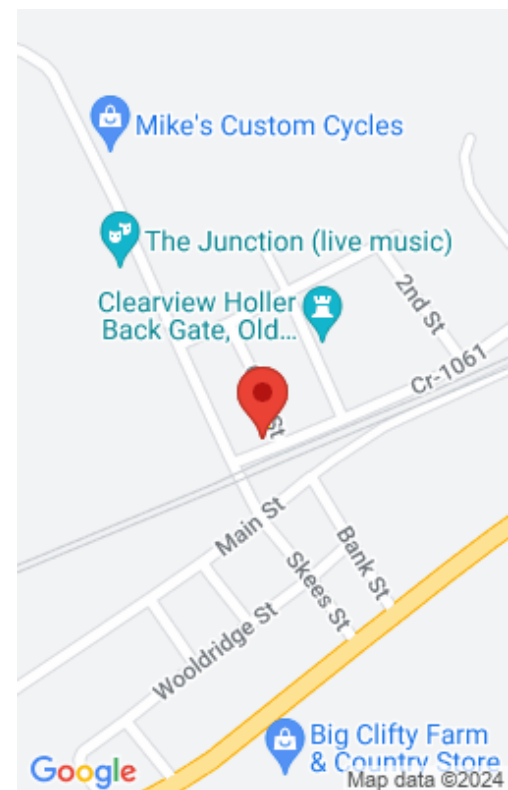 Mike's Custom Cycles
The Junction (live music)
Clearview Holler
Back Gate, Old...
2nd St
Cr-1061
St
Main St
Bank St
Skees St
Wooldridge St
Big Clifty Farm
& Country Store
Google
Map data ©2024